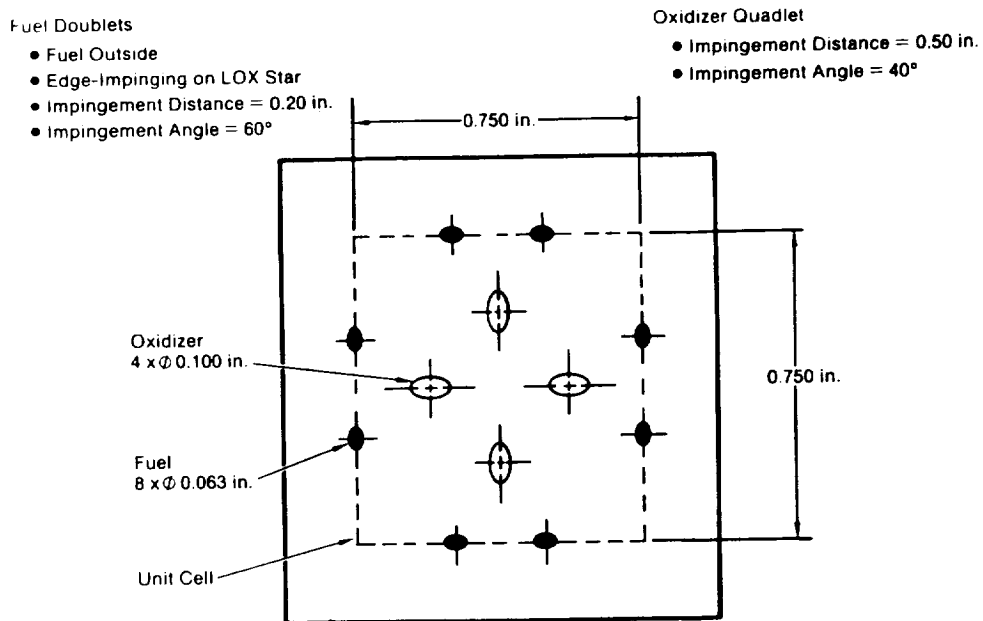 Fuel Doublets
• Fuel Outside
• Edge-Impinging on LOX Star
• Impingement Distance = 0.20 in.
• Impingement Angle = 60°
Oxidizer Quadlet
• Impingement Distance = 0.50 in.
• Impingement Angle = 40°
0.750 in.
Oxidizer
4 x Ø 0.100 in.
0.750 in.
Fuel
8 x Ø 0.063 in.
Unit Cell